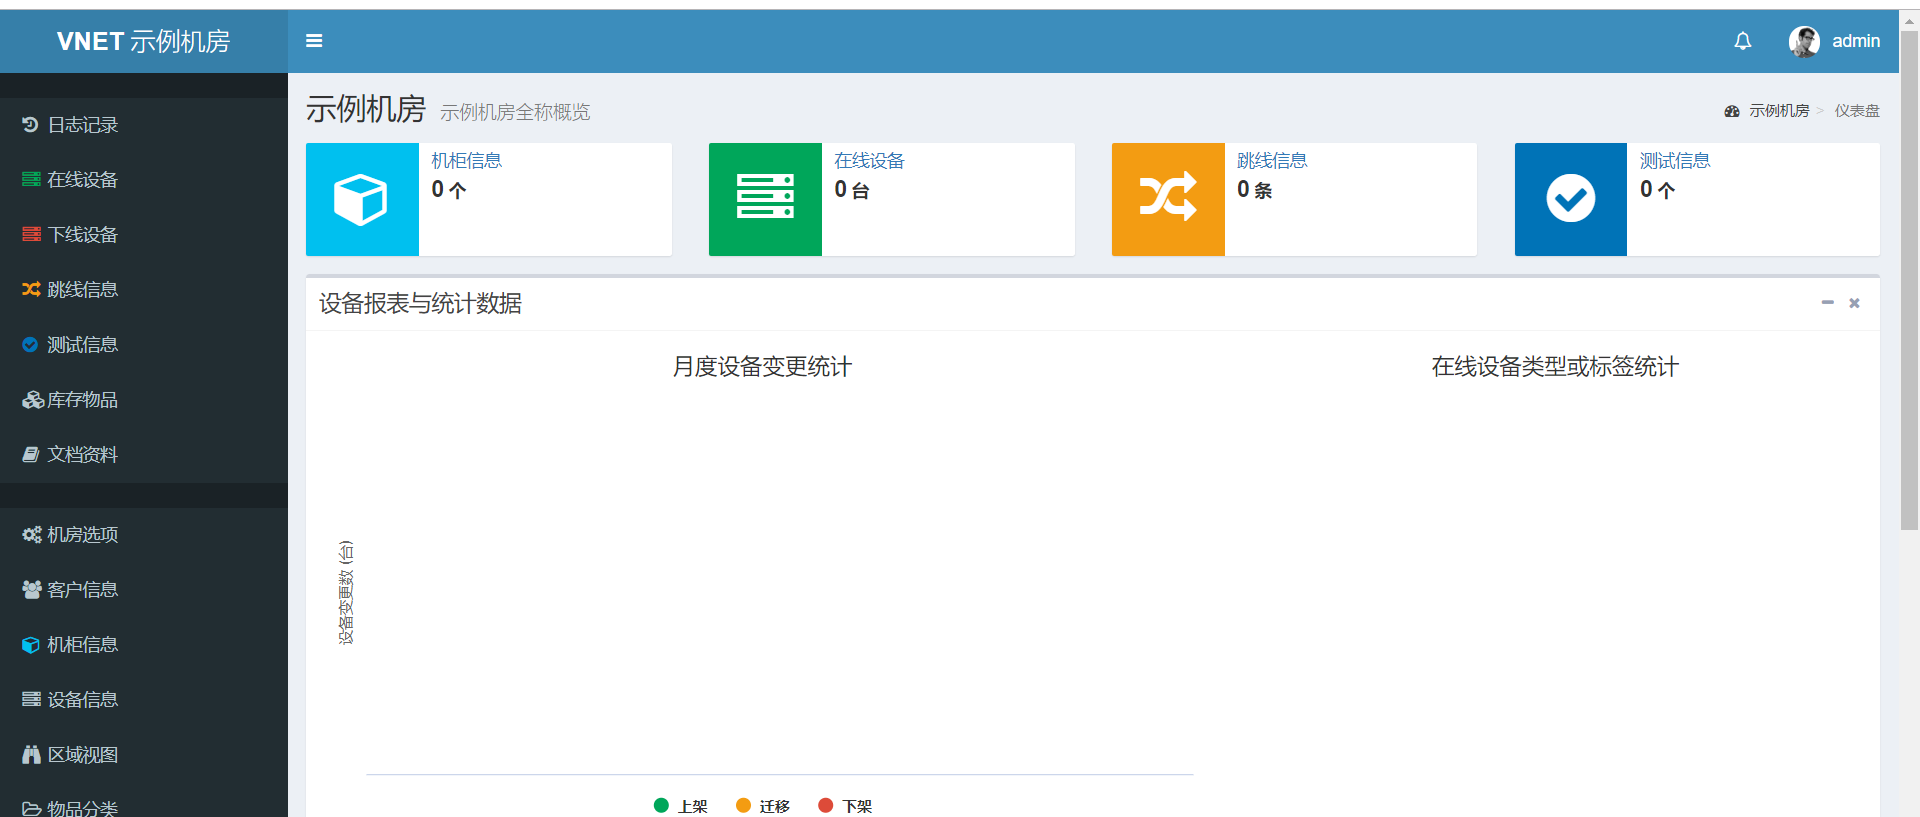 VNET 示例机房
admin
日志记录
在线设备
下线设备
跳线信息
测试信息
库存物品
文档资料
机房选项
客户信息
机柜信息
设备信息
区域视图
物品分类
示例机房 示例机房全称概览
示例机房 > 仪表盘
机柜信息
0 个
在线设备
0 台
跳线信息
0 条
测试信息
0 个
设备报表与统计数据
月度设备变更统计
设备变更数 (台)
上架 迁移 下架
在线设备类型或标签统计